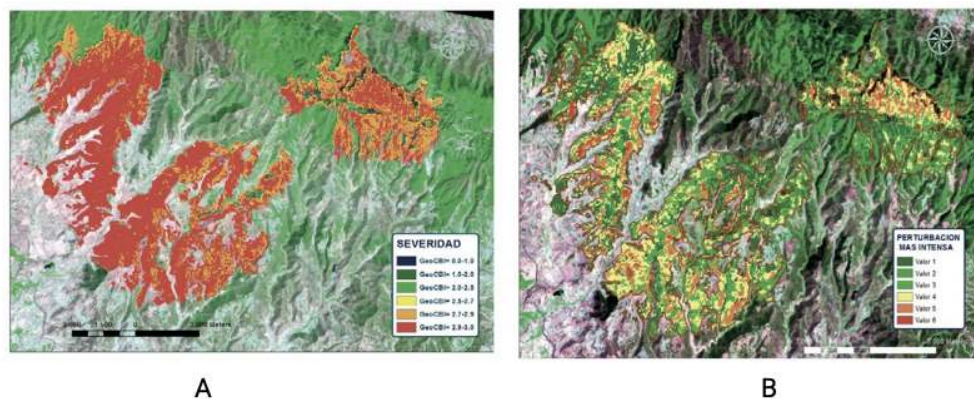 SEVERIDAD
GeoCBI= 0.0-1.0
GeoCBI= 1.0-2.0
GeoCBI= 2.0-2.5
GeoCBI= 2.5-2.7
GeoCBI= 2.7-2.9
GeoCBI= 2.9-3.0
PERTURBACION
MAS INTENSA
Valor 1
Valor 2
Valor 3
Valor 4
Valor 5
Valor 6
A
B